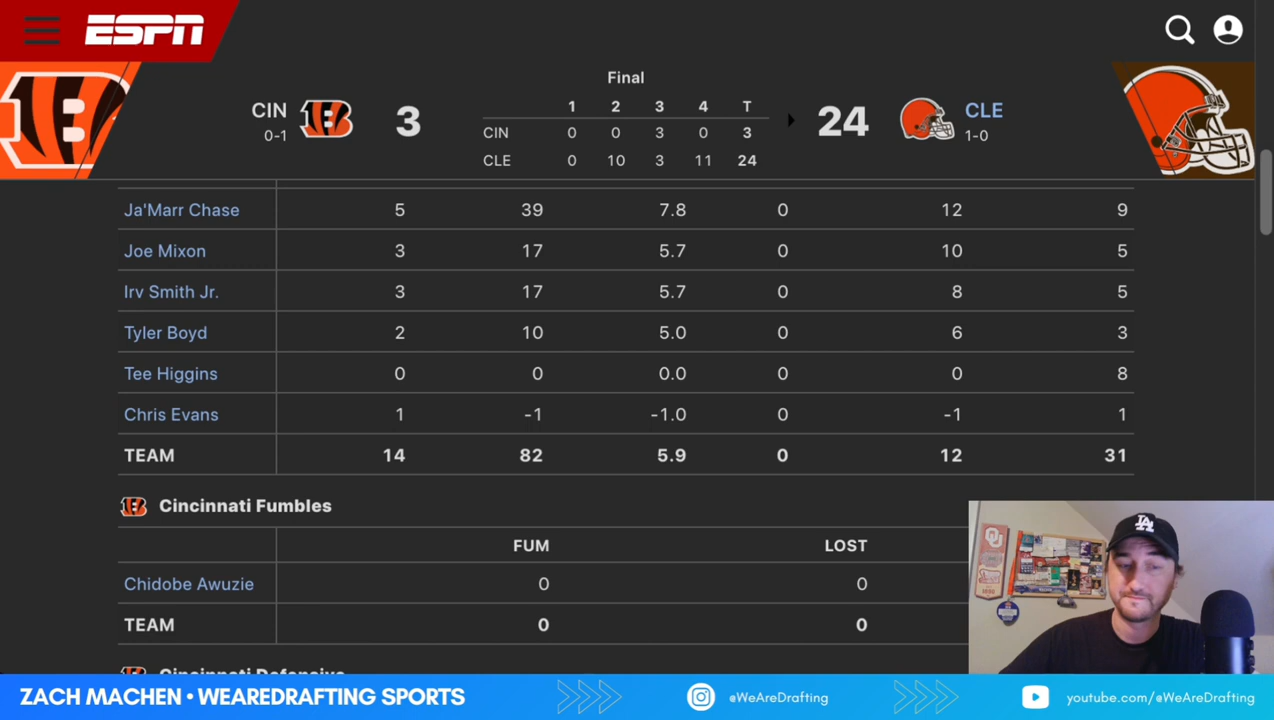 ESPN
Final
CIN 3 1 2 3 4 T 24 CLE
0-1 CIN 0 0 3 0 3 1-0
CLE 0 10 3 11 24
Ja'Marr Chase 5 39 7.8 0 12 9
Joe Mixon 3 17 5.7 0 10 5
Irv Smith Jr. 3 17 5.7 0 8 5
Tyler Boyd 2 10 5.0 0 6 3
Tee Higgins 0 0 0.0 0 0 8
Chris Evans 1 -1 -1.0 0 -1 1
TEAM 14 82 5.9 0 12 31
Cincinnati Fumbles
FUM LOST
Chidobe Awuzie 0 0
TEAM 0 0
Cincinnati Defensive
LA
OU
ZACH MACHEN • WEAREDRAFTING SPORTS @WeAreDrafting youtube.com/@WeAreDrafting